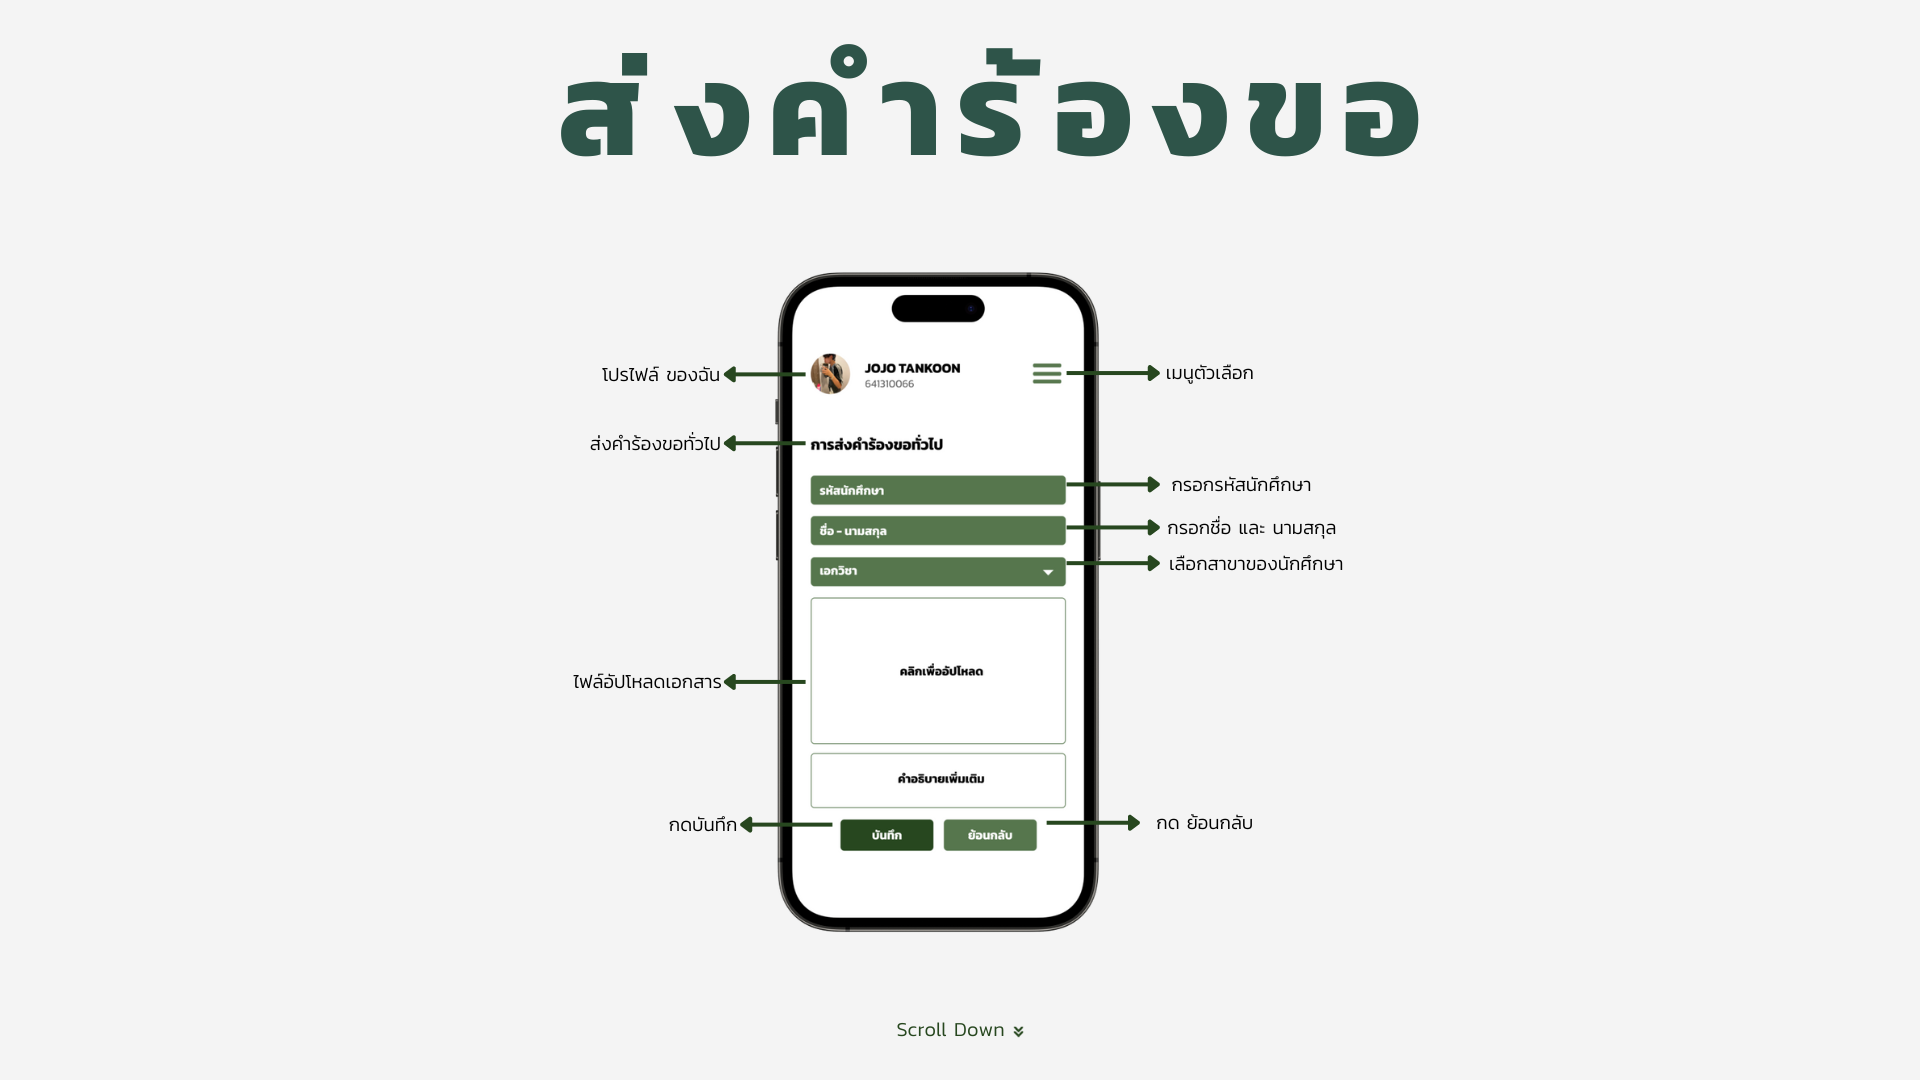 ส่งคำร้องขอ
โปรไฟล์ ของฉัน
JOJO TANKOON
641310066
เมนูตัวเลือก
ส่งคำร้องขอทั่วไป
การส่งคำร้องขอทั่วไป
รหัสนักศึกษา
กรอกรหัสนักศึกษา
ชื่อ - นามสกุล
กรอกชื่อ และ นามสกุล
เอกวิชา
เลือกสาขาของนักศึกษา
คลิกเพื่ออัปโหลด
ไฟล์อัปโหลดเอกสาร
คำอธิบายเพิ่มเติม
กดบันทึก
บันทึก
ย้อนกลับ
กด ย้อนกลับ
Scroll Down